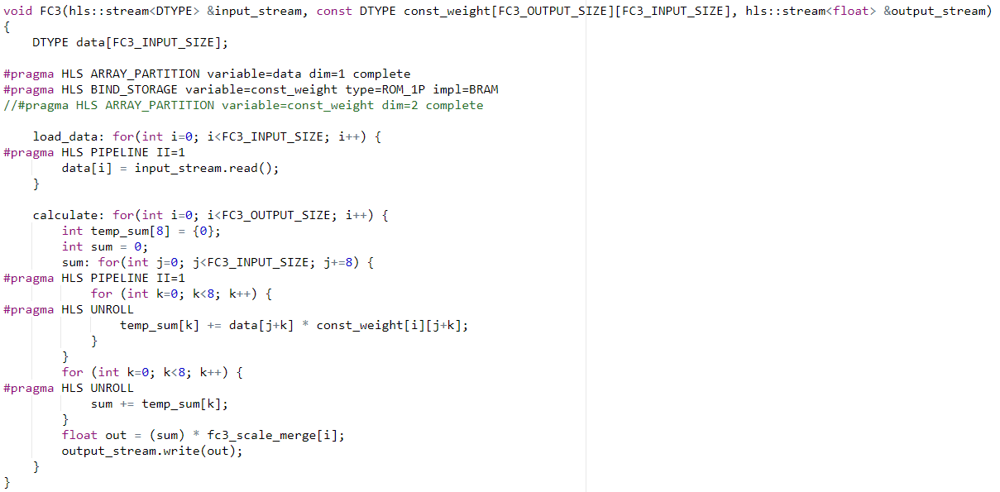 void FC3(hls::stream<DTYPE> &input_stream, const DTYPE const_weight[FC3_OUTPUT_SIZE][FC3_INPUT_SIZE], hls::stream<float> &output_stream)
{
    DTYPE data[FC3_INPUT_SIZE];

#pragma HLS ARRAY_PARTITION variable=data dim=1 complete
#pragma HLS BIND_STORAGE variable=const_weight type=ROM_1P impl=BRAM
//#pragma HLS ARRAY_PARTITION variable=const_weight dim=2 complete

    load_data: for(int i=0; i<FC3_INPUT_SIZE; i++) {
#pragma HLS PIPELINE II=1
        data[i] = input_stream.read();
    }

    calculate: for(int i=0; i<FC3_OUTPUT_SIZE; i++) {
        int temp_sum[8] = {0};
        int sum = 0;
        sum: for(int j=0; j<FC3_INPUT_SIZE; j+=8) {
#pragma HLS PIPELINE II=1
            for (int k=0; k<8; k++) {
#pragma HLS UNROLL
                temp_sum[k] += data[j+k] * const_weight[i][j+k];
            }
        }
        for (int k=0; k<8; k++) {
#pragma HLS UNROLL
            sum += temp_sum[k];
        }
        float out = (sum) * fc3_scale_merge[i];
        output_stream.write(out);
    }
}